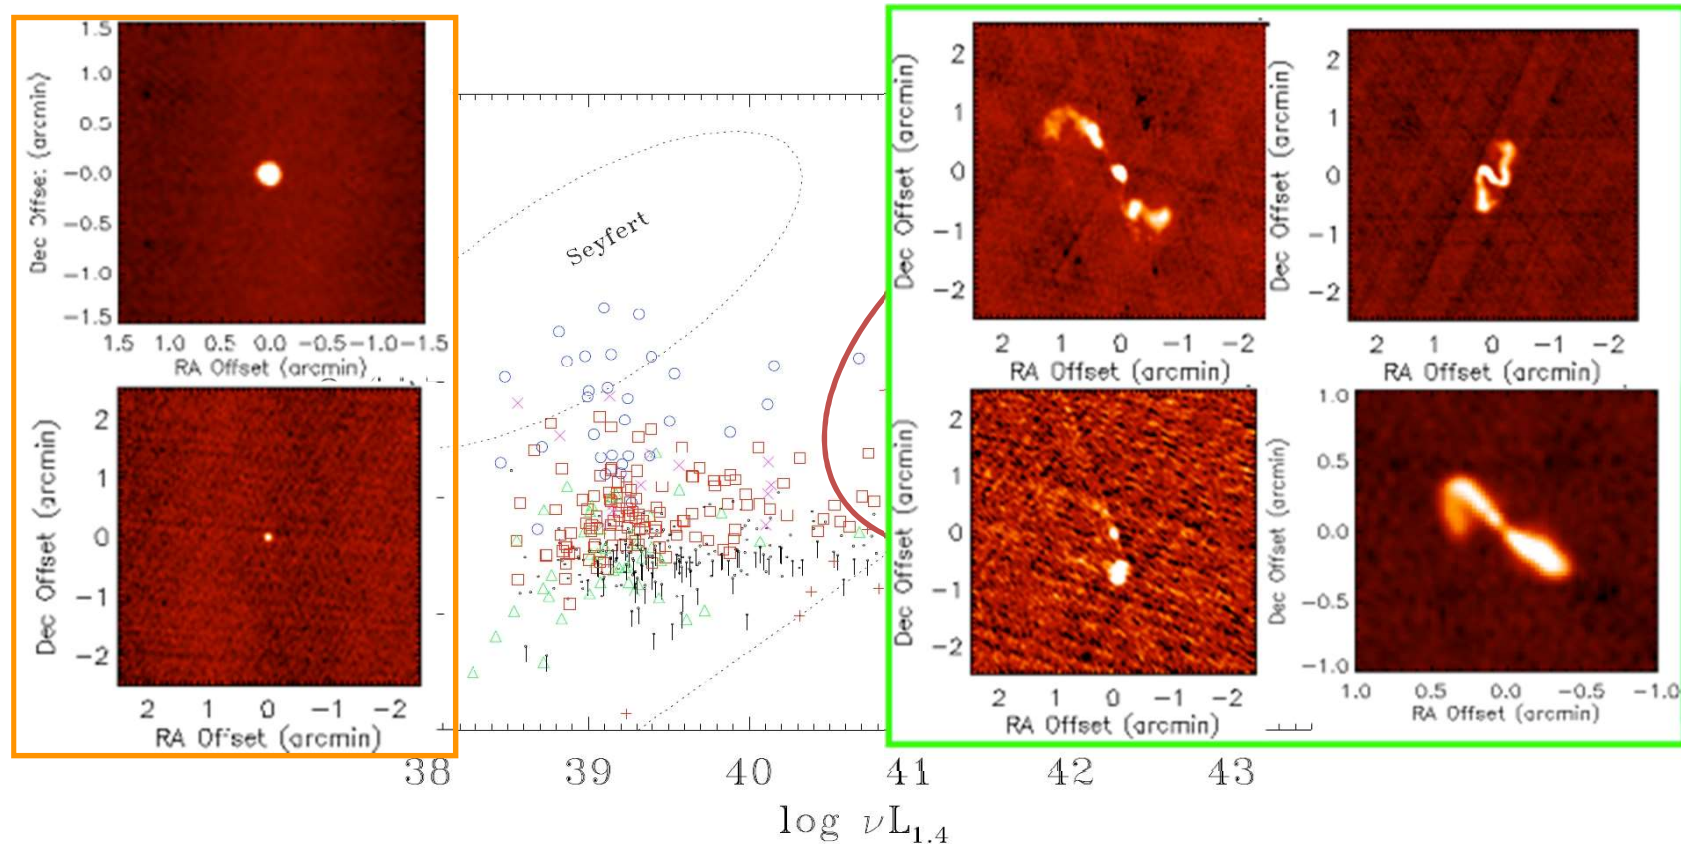 1.5
1.0
0.5
−0.0
−0.5
−1.0
−1.5
Dec Offset (arcmin)
1.5 1.0 0.5 0.0 −0.5 −1.0 −1.5
RA Offset (arcmin)
2
1
0
−1
−2
Dec Offset (arcmin)
2 1 0 −1 −2
RA Offset (arcmin)
Seyfert
2
1
0
−1
−2
Dec Offset (arcmin)
2 1 0 −1 −2
RA Offset (arcmin)
2
1
0
−1
−2
Dec Offset (arcmin)
2 1 0 −1 −2
RA Offset (arcmin)
2
1
0
−1
−2
Dec Offset (arcmin)
2 1 0 −1 −2
RA Offset (arcmin)
1.0
0.5
0.0
−0.5
−1.0
Dec Offset (arcmin)
1.0 0.5 0.0 −0.5 −1.0
RA Offset (arcmin)
38 39 40 41 42 43
log νL1.4